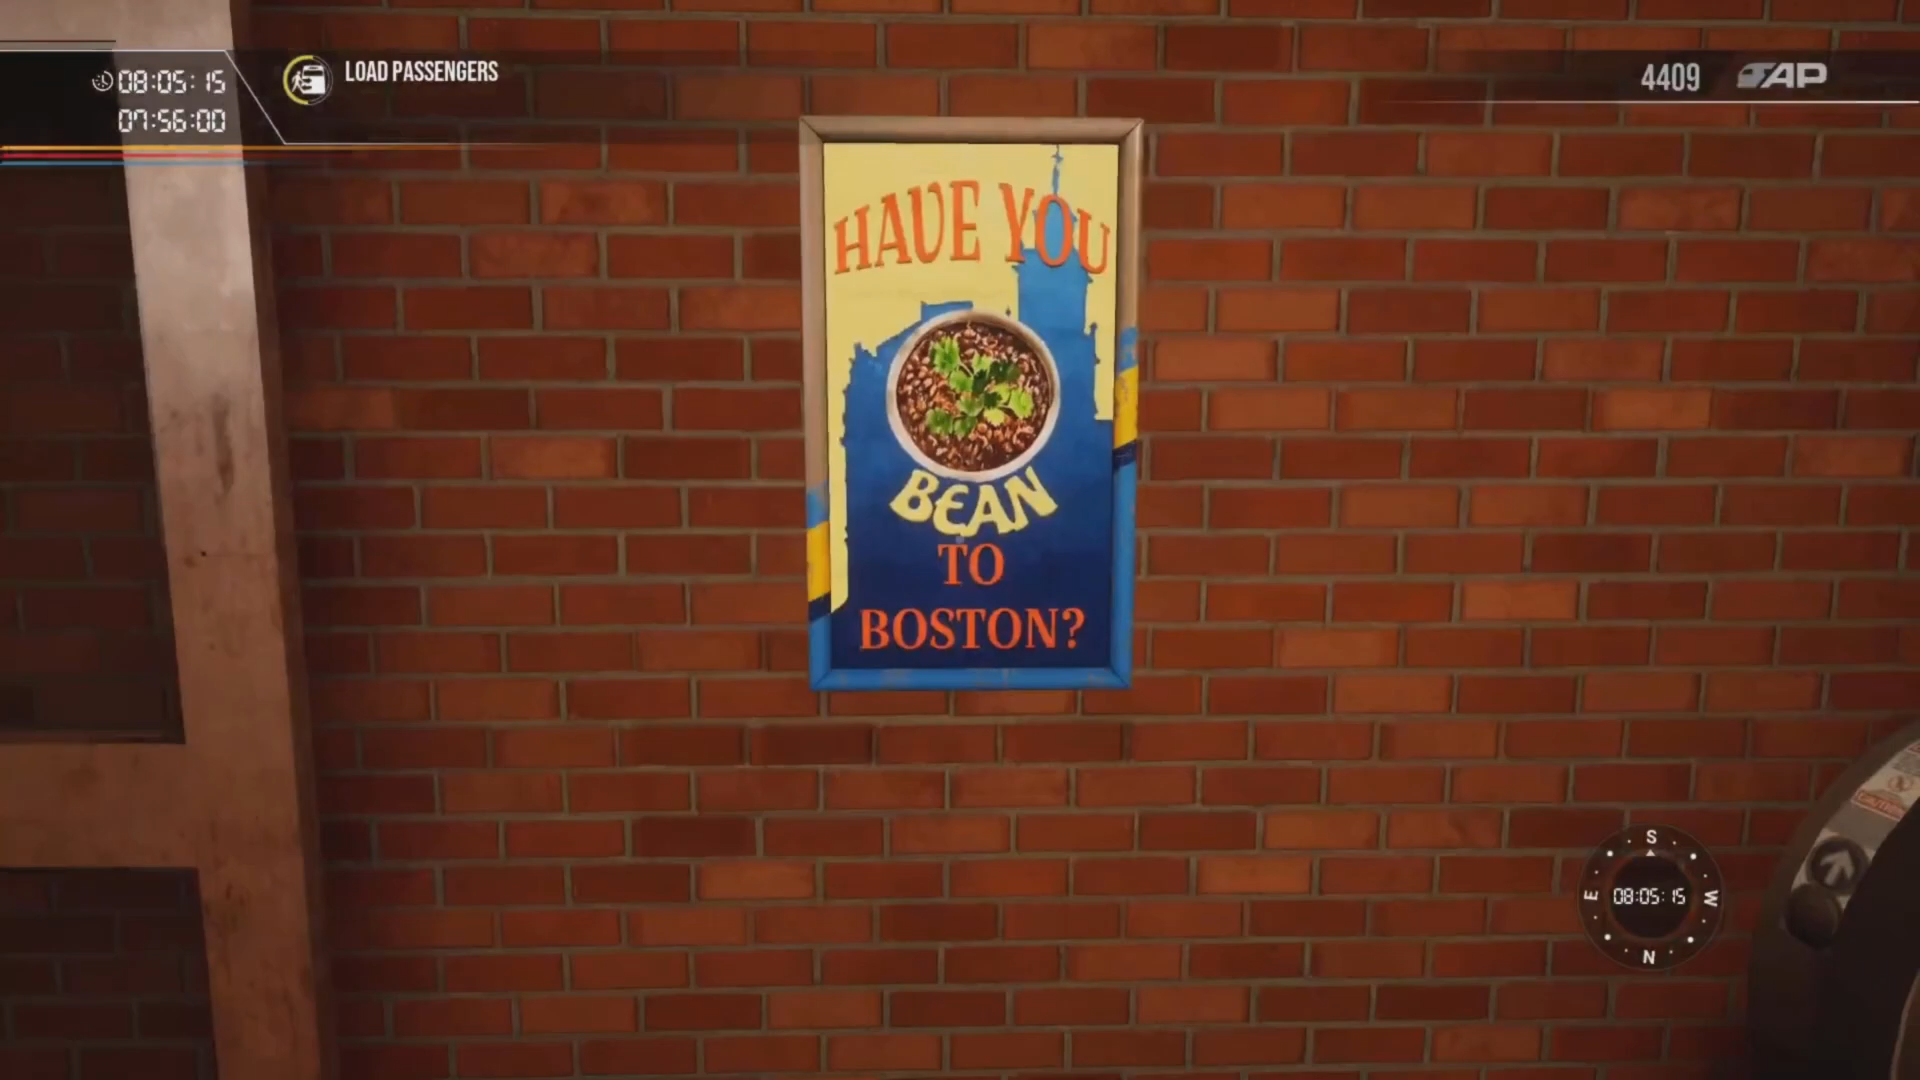 08:05:15
07:56:00
LOAD PASSENGERS
4409 AP
HAVE YOU
BEAN
TO
BOSTON?
S
E 08:05:15 W
N